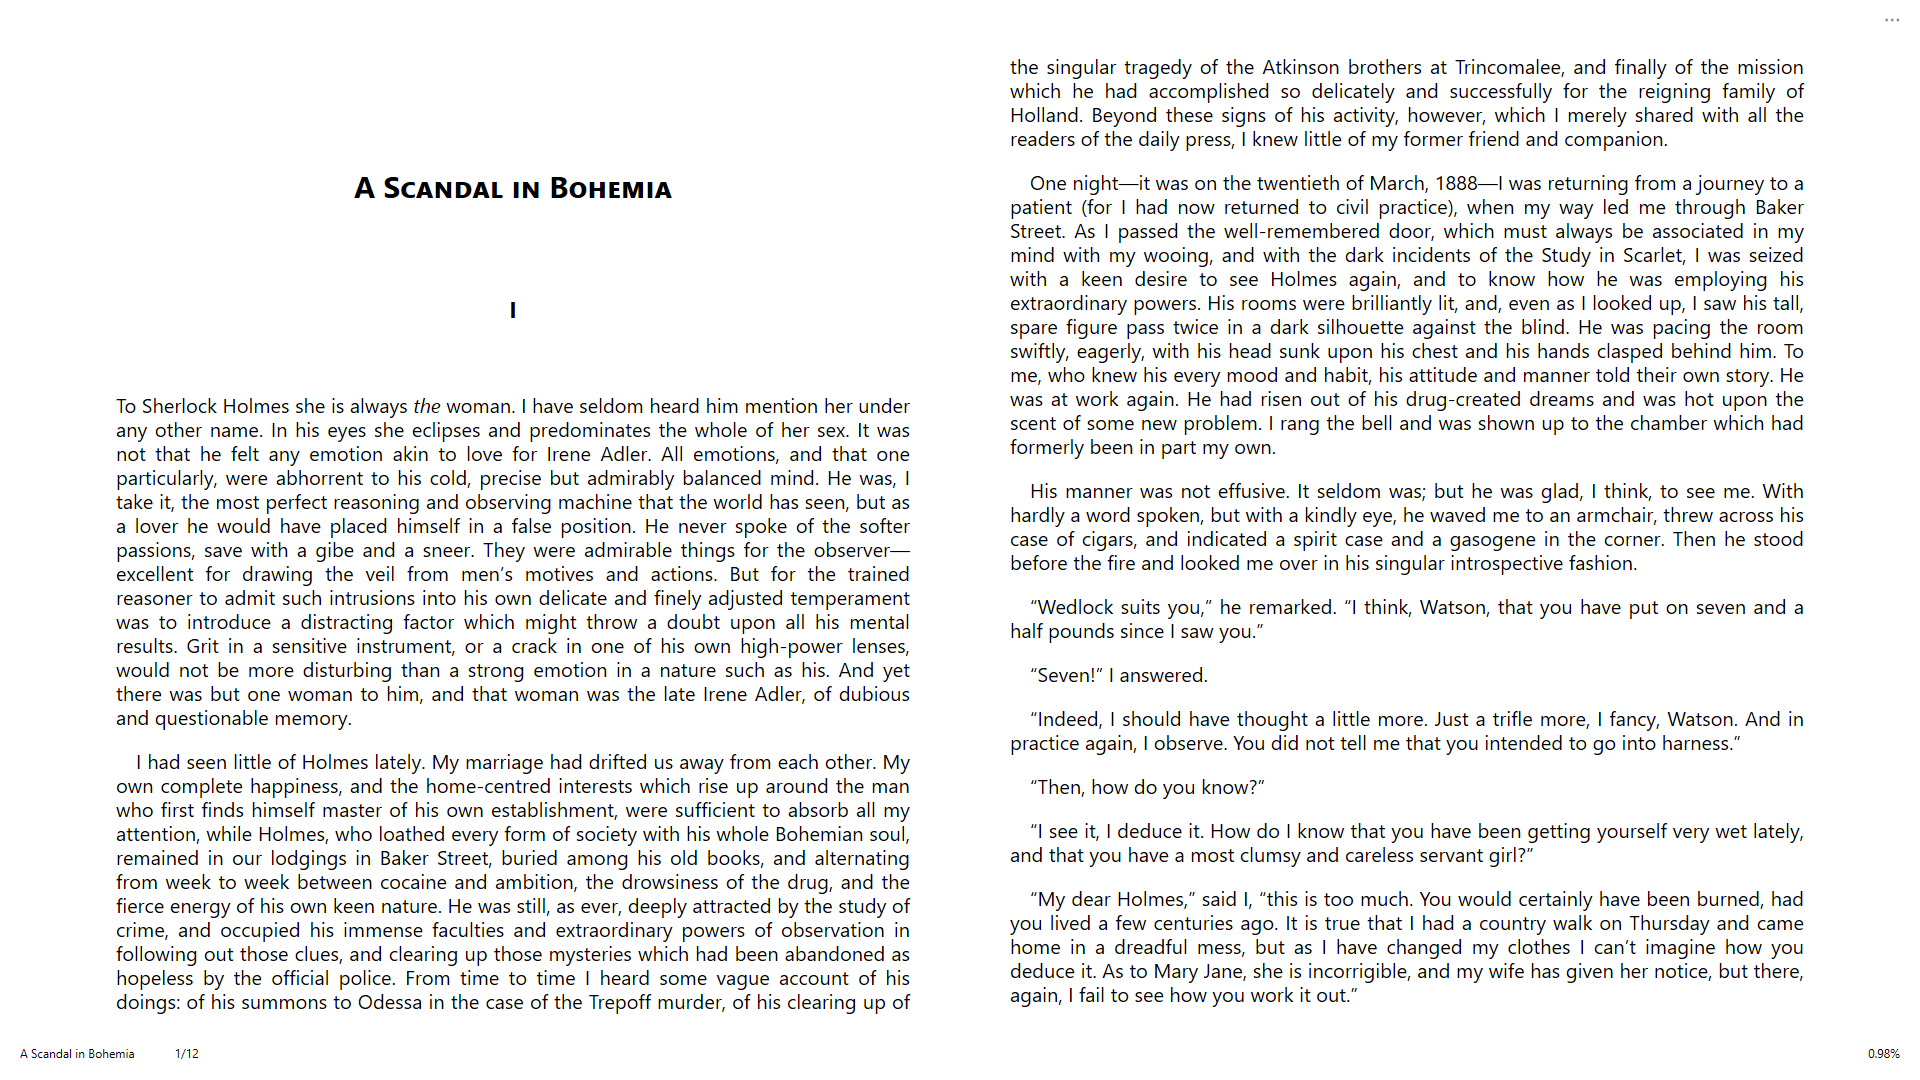 A Scandal in Bohemia
I
To Sherlock Holmes she is always the woman. I have seldom heard him mention her under
any other name. In his eyes she eclipses and predominates the whole of her sex. It was
not that he felt any emotion akin to love for Irene Adler. All emotions, and that one
particularly, were abhorrent to his cold, precise but admirably balanced mind. He was, I
take it, the most perfect reasoning and observing machine that the world has seen, but as
a lover he would have placed himself in a false position. He never spoke of the softer
passions, save with a gibe and a sneer. They were admirable things for the observer—
excellent for drawing the veil from men’s motives and actions. But for the trained
reasoner to admit such intrusions into his own delicate and finely adjusted temperament
was to introduce a distracting factor which might throw a doubt upon all his mental
results. Grit in a sensitive instrument, or a crack in one of his own high-power lenses,
would not be more disturbing than a strong emotion in a nature such as his. And yet
there was but one woman to him, and that woman was the late Irene Adler, of dubious
and questionable memory.
I had seen little of Holmes lately. My marriage had drifted us away from each other. My
own complete happiness, and the home-centred interests which rise up around the man
who first finds himself master of his own establishment, were sufficient to absorb all my
attention, while Holmes, who loathed every form of society with his whole Bohemian soul,
remained in our lodgings in Baker Street, buried among his old books, and alternating
from week to week between cocaine and ambition, the drowsiness of the drug, and the
fierce energy of his own keen nature. He was still, as ever, deeply attracted by the study of
crime, and occupied his immense faculties and extraordinary powers of observation in
following out those clues, and clearing up those mysteries which had been abandoned as
hopeless by the official police. From time to time I heard some vague account of his
doings: of his summons to Odessa in the case of the Trepoff murder, of his clearing up of
the singular tragedy of the Atkinson brothers at Trincomalee, and finally of the mission
which he had accomplished so delicately and successfully for the reigning family of
Holland. Beyond these signs of his activity, however, which I merely shared with all the
readers of the daily press, I knew little of my former friend and companion.
One night—it was on the twentieth of March, 1888—I was returning from a journey to a
patient (for I had now returned to civil practice), when my way led me through Baker
Street. As I passed the well-remembered door, which must always be associated in my
mind with my wooing, and with the dark incidents of the Study in Scarlet, I was seized
with a keen desire to see Holmes again, and to know how he was employing his
extraordinary powers. His rooms were brilliantly lit, and, even as I looked up, I saw his tall,
spare figure pass twice in a dark silhouette against the blind. He was pacing the room
swiftly, eagerly, with his head sunk upon his chest and his hands clasped behind him. To
me, who knew his every mood and habit, his attitude and manner told their own story. He
was at work again. He had risen out of his drug-created dreams and was hot upon the
scent of some new problem. I rang the bell and was shown up to the chamber which had
formerly been in part my own.
His manner was not effusive. It seldom was; but he was glad, I think, to see me. With
hardly a word spoken, but with a kindly eye, he waved me to an armchair, threw across his
case of cigars, and indicated a spirit case and a gasogene in the corner. Then he stood
before the fire and looked me over in his singular introspective fashion.
“Wedlock suits you,” he remarked. “I think, Watson, that you have put on seven and a
half pounds since I saw you.”
“Seven!” I answered.
“Indeed, I should have thought a little more. Just a trifle more, I fancy, Watson. And in
practice again, I observe. You did not tell me that you intended to go into harness.”
“Then, how do you know?”
“I see it, I deduce it. How do I know that you have been getting yourself very wet lately,
and that you have a most clumsy and careless servant girl?”
“My dear Holmes,” said I, “this is too much. You would certainly have been burned, had
you lived a few centuries ago. It is true that I had a country walk on Thursday and came
home in a dreadful mess, but as I have changed my clothes I can’t imagine how you
deduce it. As to Mary Jane, she is incorrigible, and my wife has given her notice, but there,
again, I fail to see how you work it out.”
A Scandal in Bohemia 1/12 0.98%